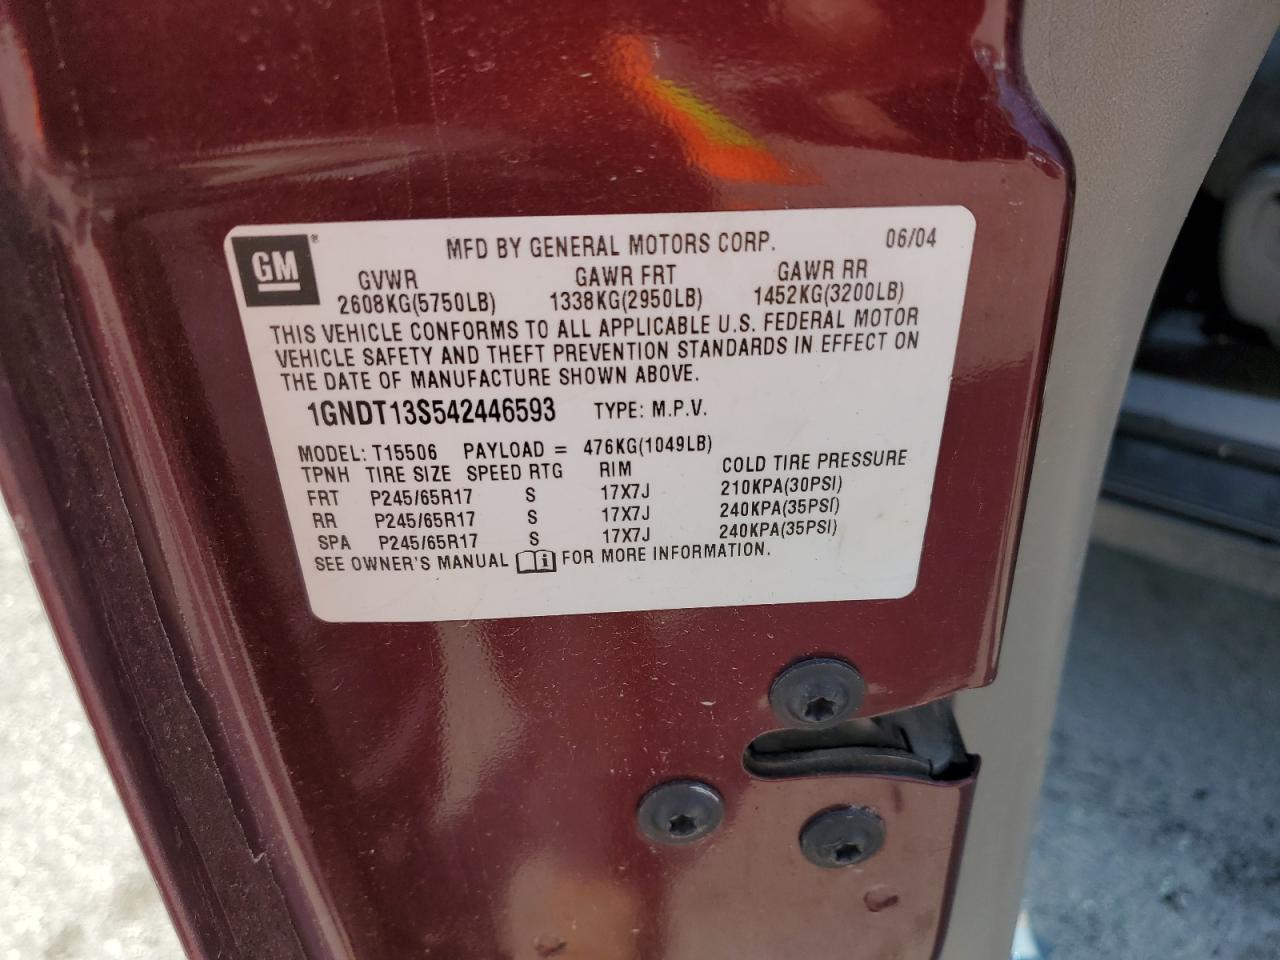 GM ® MFD BY GENERAL MOTORS CORP. 06/04
GVWR GAWR FRT GAWR RR
2608KG(5750LB) 1338KG(2950LB) 1452KG(3200LB)
THIS VEHICLE CONFORMS TO ALL APPLICABLE U.S. FEDERAL MOTOR
VEHICLE SAFETY AND THEFT PREVENTION STANDARDS IN EFFECT ON
THE DATE OF MANUFACTURE SHOWN ABOVE.
1GNDT13S542446593 TYPE: M.P.V.
MODEL: T15506 PAYLOAD = 476KG(1049LB)
TPNH TIRE SIZE SPEED RTG RIM COLD TIRE PRESSURE
FRT P245/65R17 S 17X7J 210KPA(30PSI)
RR P245/65R17 S 17X7J 240KPA(35PSI)
SPA P245/65R17 S 17X7J 240KPA(35PSI)
SEE OWNER'S MANUAL i FOR MORE INFORMATION.